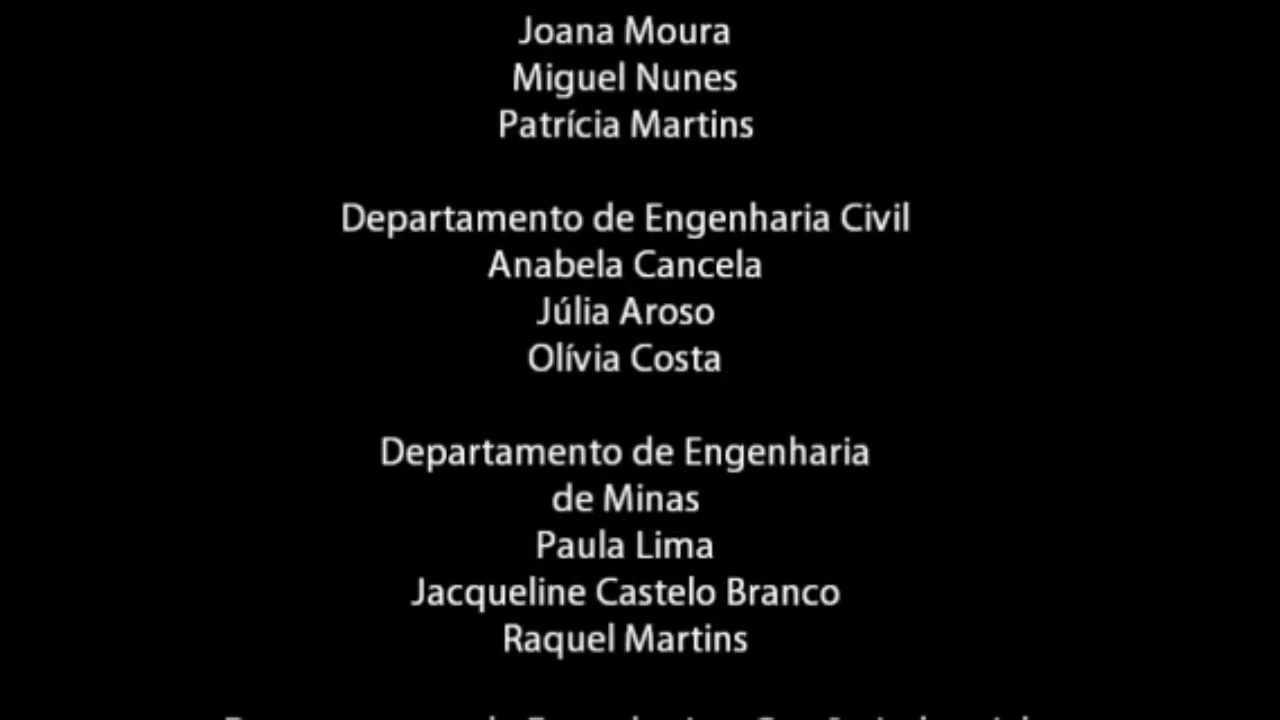 Joana Moura
Miguel Nunes
Patrícia Martins
Departamento de Engenharia Civil
Anabela Cancela
Júlia Aroso
Olívia Costa
Departamento de Engenharia
de Minas
Paula Lima
Jacqueline Castelo Branco
Raquel Martins